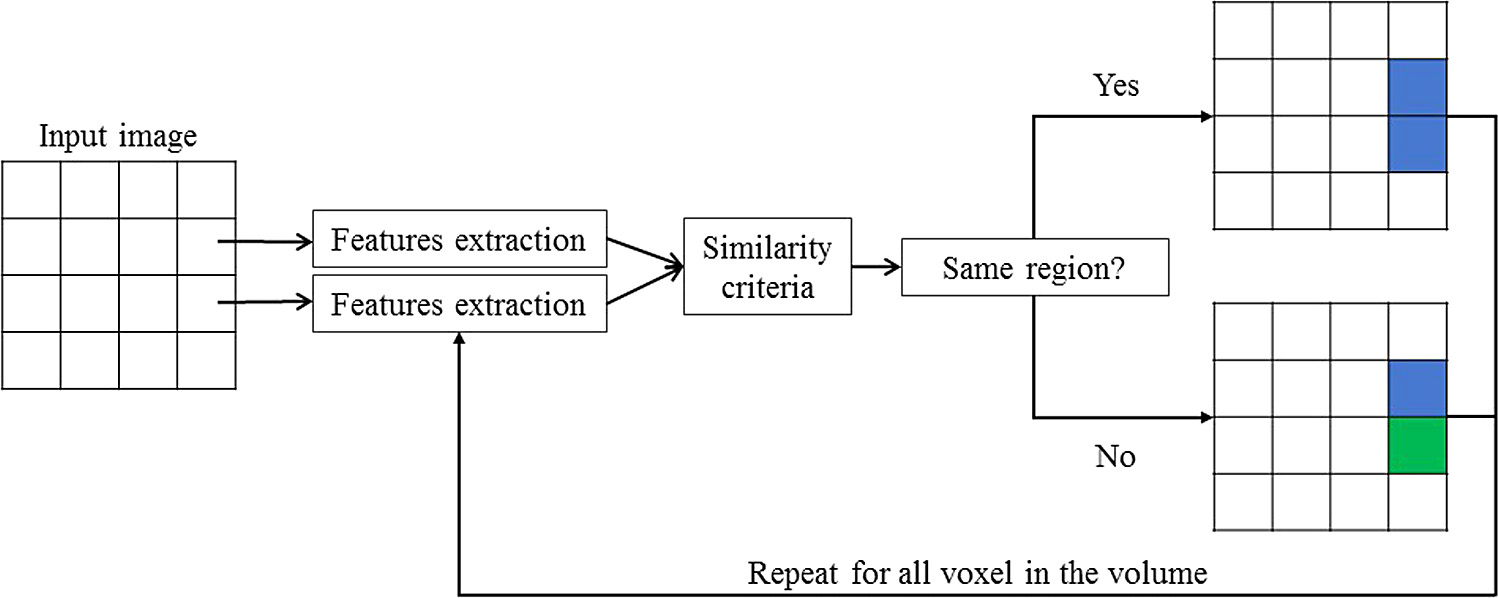 Input image
Features extraction
Features extraction
Similarity
criteria
Same region?
Yes
No
Repeat for all voxel in the volume